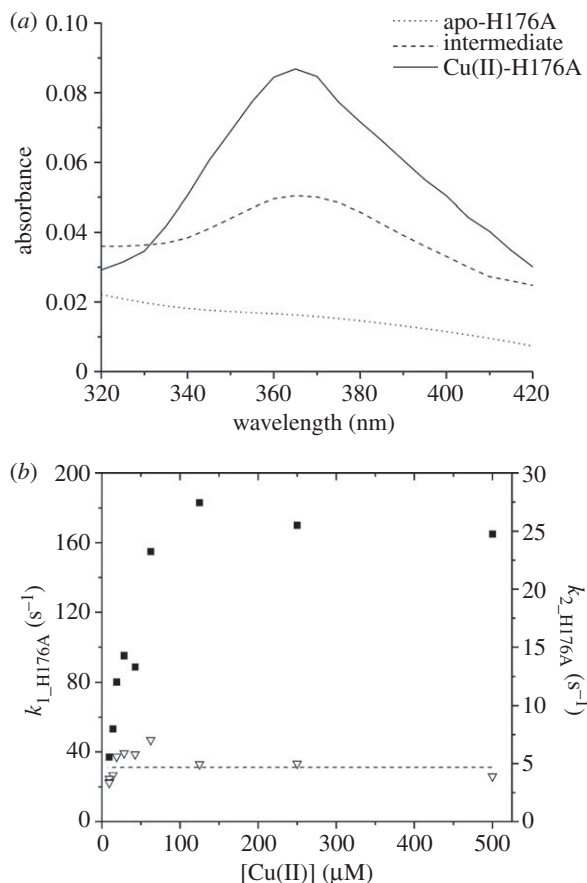 (a)
apo-H176A
intermediate
Cu(II)-H176A
0.10
0.08
0.06
0.04
0.02
0
absorbance
320 340 360 380 400 420
wavelength (nm)
(b)
200
160
120
80
40
0
k1_H176A (s−1)
30
25
20
15
10
5
0
k2_H176A (s−1)
0 100 200 300 400 500
[Cu(II)] (μM)